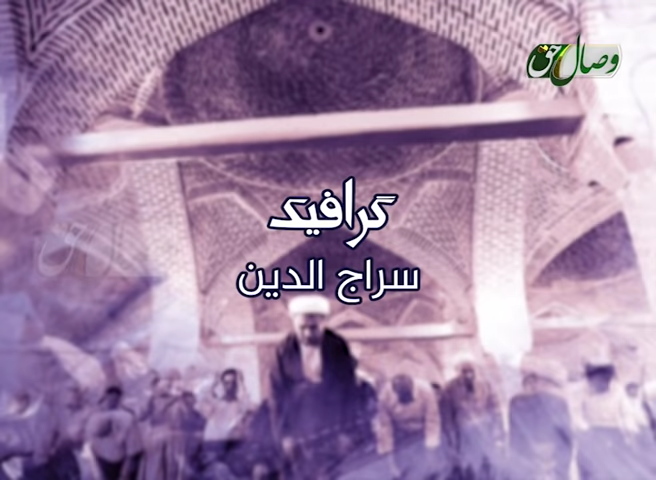 وصال حق
گرافیک
سراج الدین